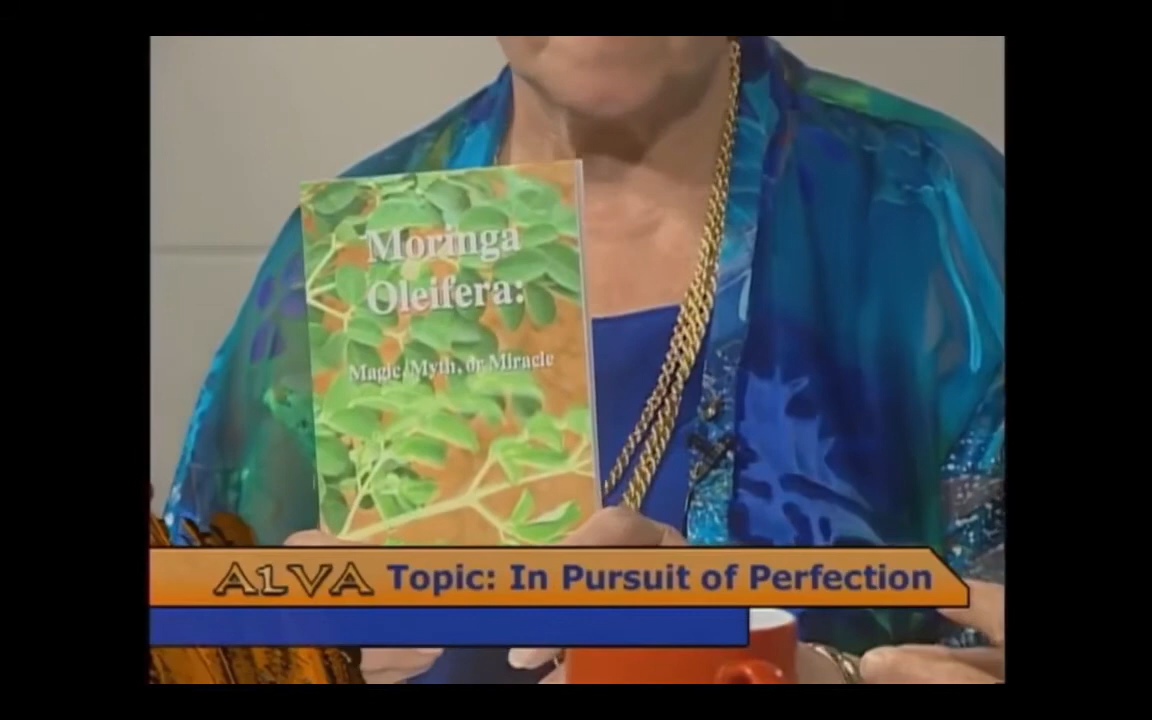 Moringa
Oleifera:
Magic, Myth, or Miracle
ALVA Topic: In Pursuit of Perfection